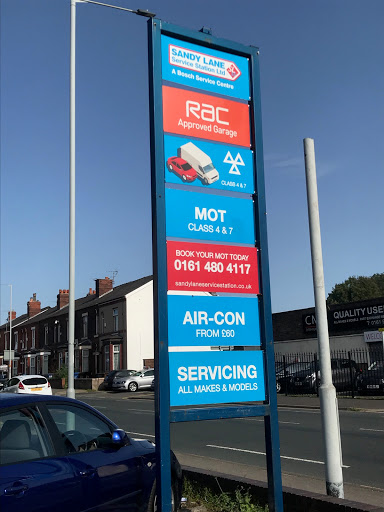 SANDY LANE
Service Station Ltd
A Bosch Service Centre
RAC
Approved Garage
CLASS 4 & 7
MOT
CLASS 4 & 7
BOOK YOUR MOT TODAY
0161 480 4117
sandylaneservicestation.co.uk
AIR-CON
FROM £60
SERVICING
ALL MAKES & MODELS
QUALITY USE